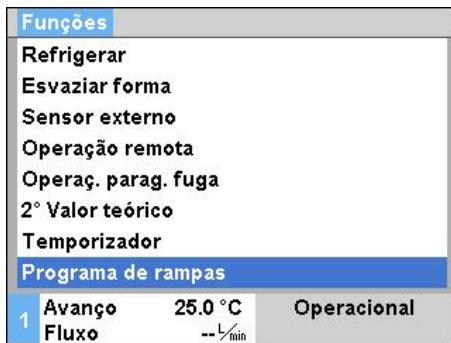 Funções
Refrigerar
Esvaziar forma
Sensor externo
Operação remota
Operaç. parag. fuga
2° Valor teórico
Temporizador
Programa de rampas
1 Avanço 25.0 °C Operacional
Fluxo -- L/min